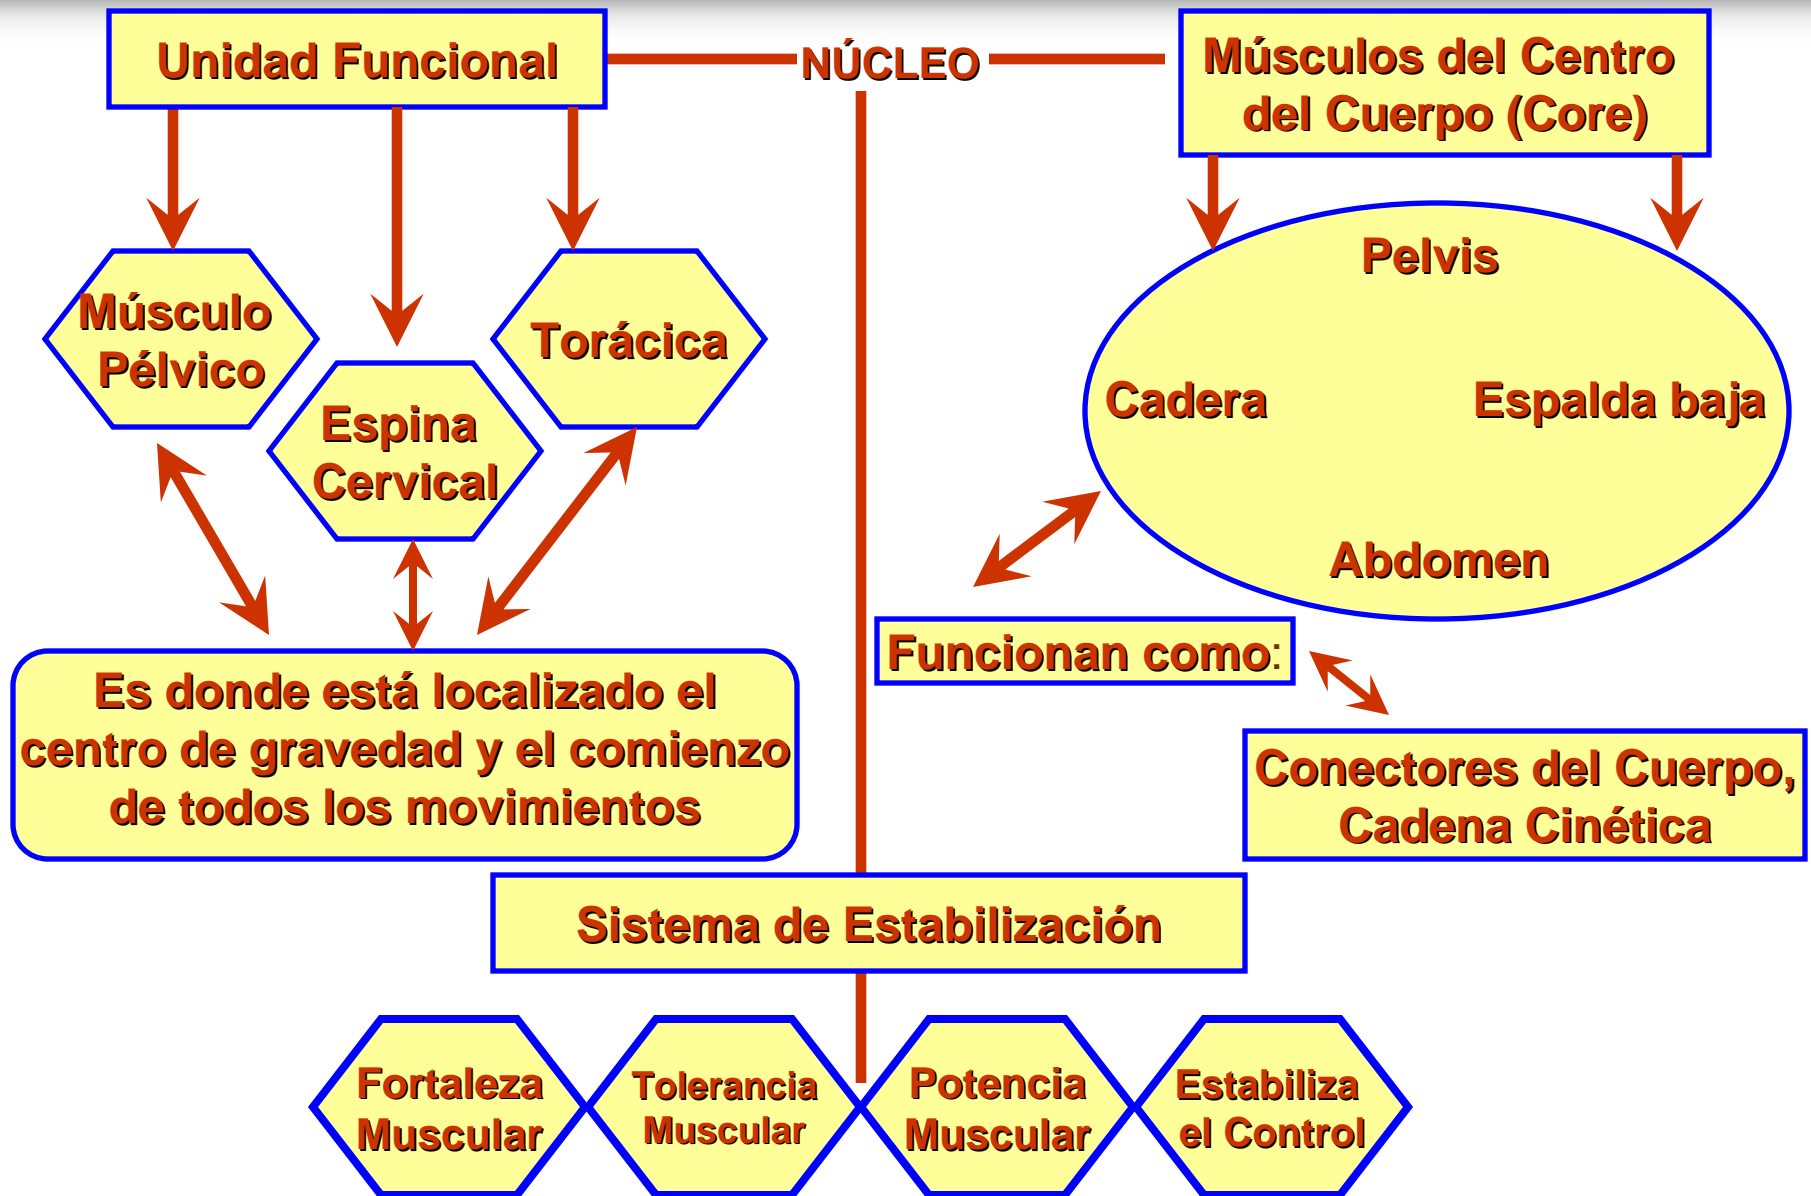 Unidad Funcional
NÚCLEO
Músculos del Centro
del Cuerpo (Core)
Músculo
Pélvico
Espina
Cervical
Torácica
Pelvis
Cadera
Espalda baja
Abdomen
Es donde está localizado el
centro de gravedad y el comienzo
de todos los movimientos
Funcionan como:
Conectores del Cuerpo,
Cadena Cinética
Sistema de Estabilización
Fortaleza
Muscular
Tolerancia
Muscular
Potencia
Muscular
Estabiliza
el Control